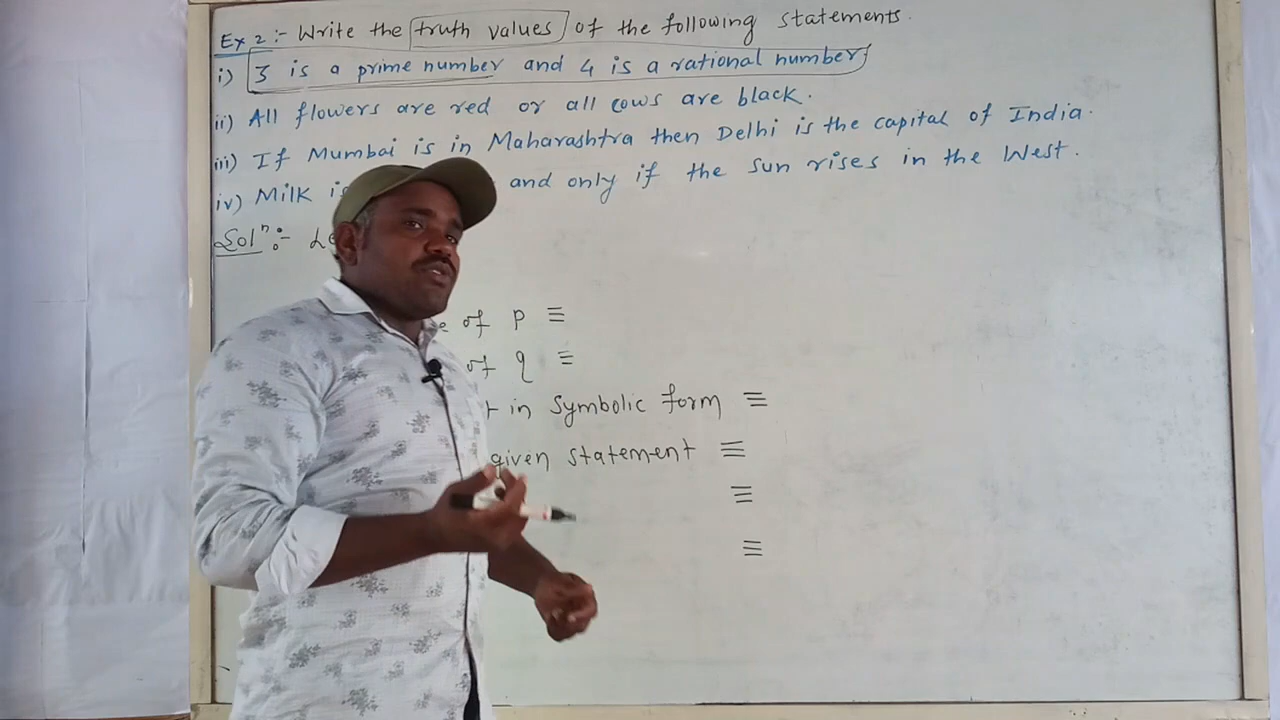 Ex 2 :- Write the truth values of the following statements.
i) 3 is a prime number and 4 is a rational number
ii) All flowers are red or all cows are black.
iii) If Mumbai is in Maharashtra then Delhi is the capital of India.
iv) Milk and only if the sun rises in the West.
Solⁿ :-
of p ≡
of q ≡
in symbolic form ≡
given statement ≡
≡
≡